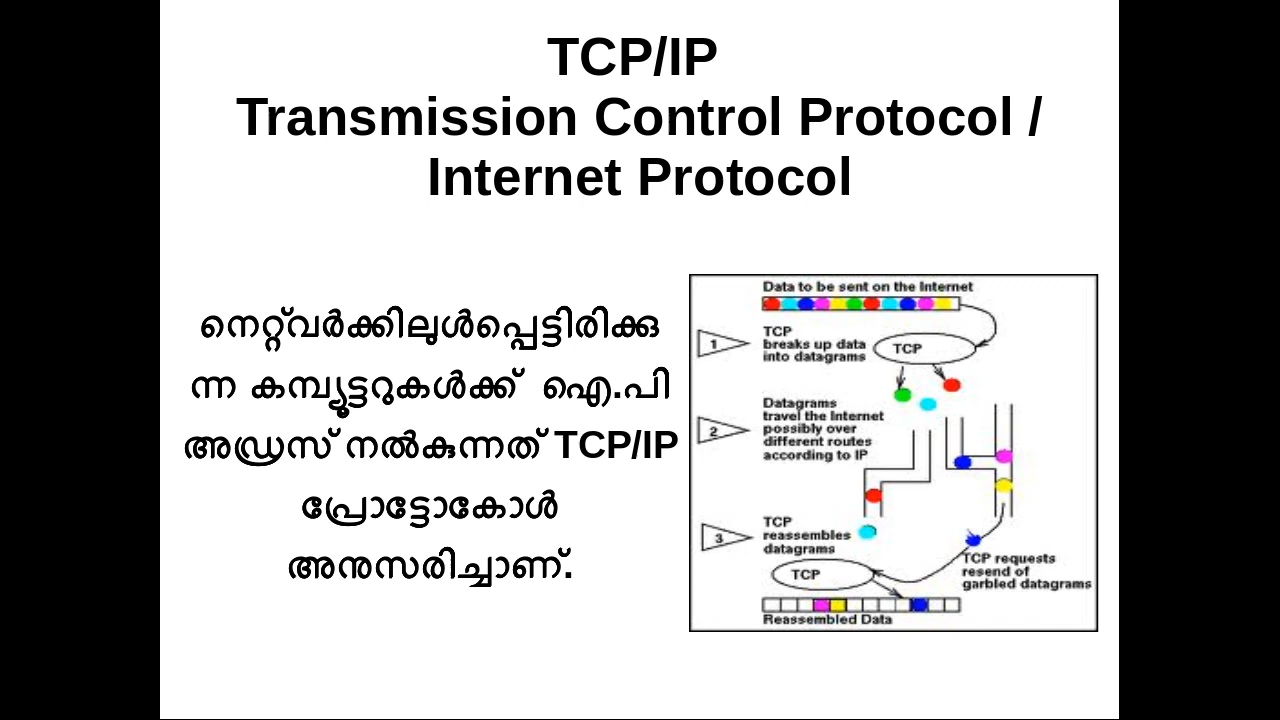 TCP/IP
Transmission Control Protocol /
Internet Protocol
നെറ്റ്‌വർക്കിലുൾപ്പെട്ടിരിക്കു
ന്ന കമ്പ്യൂട്ടറുകൾക്ക്  ഐ.പി
അഡ്രസ് നൽകുന്നത് TCP/IP
പ്രോട്ടോകോൾ
അനുസരിച്ചാണ്.
Data to be sent on the Internet
1
TCP
breaks up data
into datagrams
TCP
2
Datagrams
travel the Internet
possibly over
different routes
according to IP
3
TCP
reassembles
datagrams
TCP
TCP requests
resend of
garbled datagrams
Reassembled Data